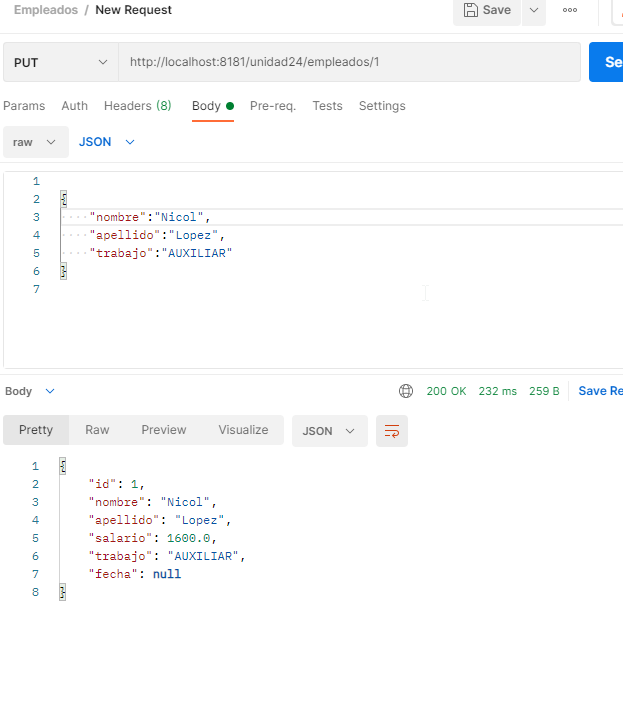 Empleados / New Request
Save
PUT http://localhost:8181/unidad24/empleados/1
Params Auth Headers (8) Body Pre-req. Tests Settings
raw JSON
1
2 {
3 "nombre":"Nicol",
4 "apellido":"Lopez",
5 "trabajo":"AUXILIAR"
6 }
7
Body 200 OK 232 ms 259 B
Pretty Raw Preview Visualize JSON
1 {
2 "id": 1,
3 "nombre": "Nicol",
4 "apellido": "Lopez",
5 "salario": 1600.0,
6 "trabajo": "AUXILIAR",
7 "fecha": null
8 }